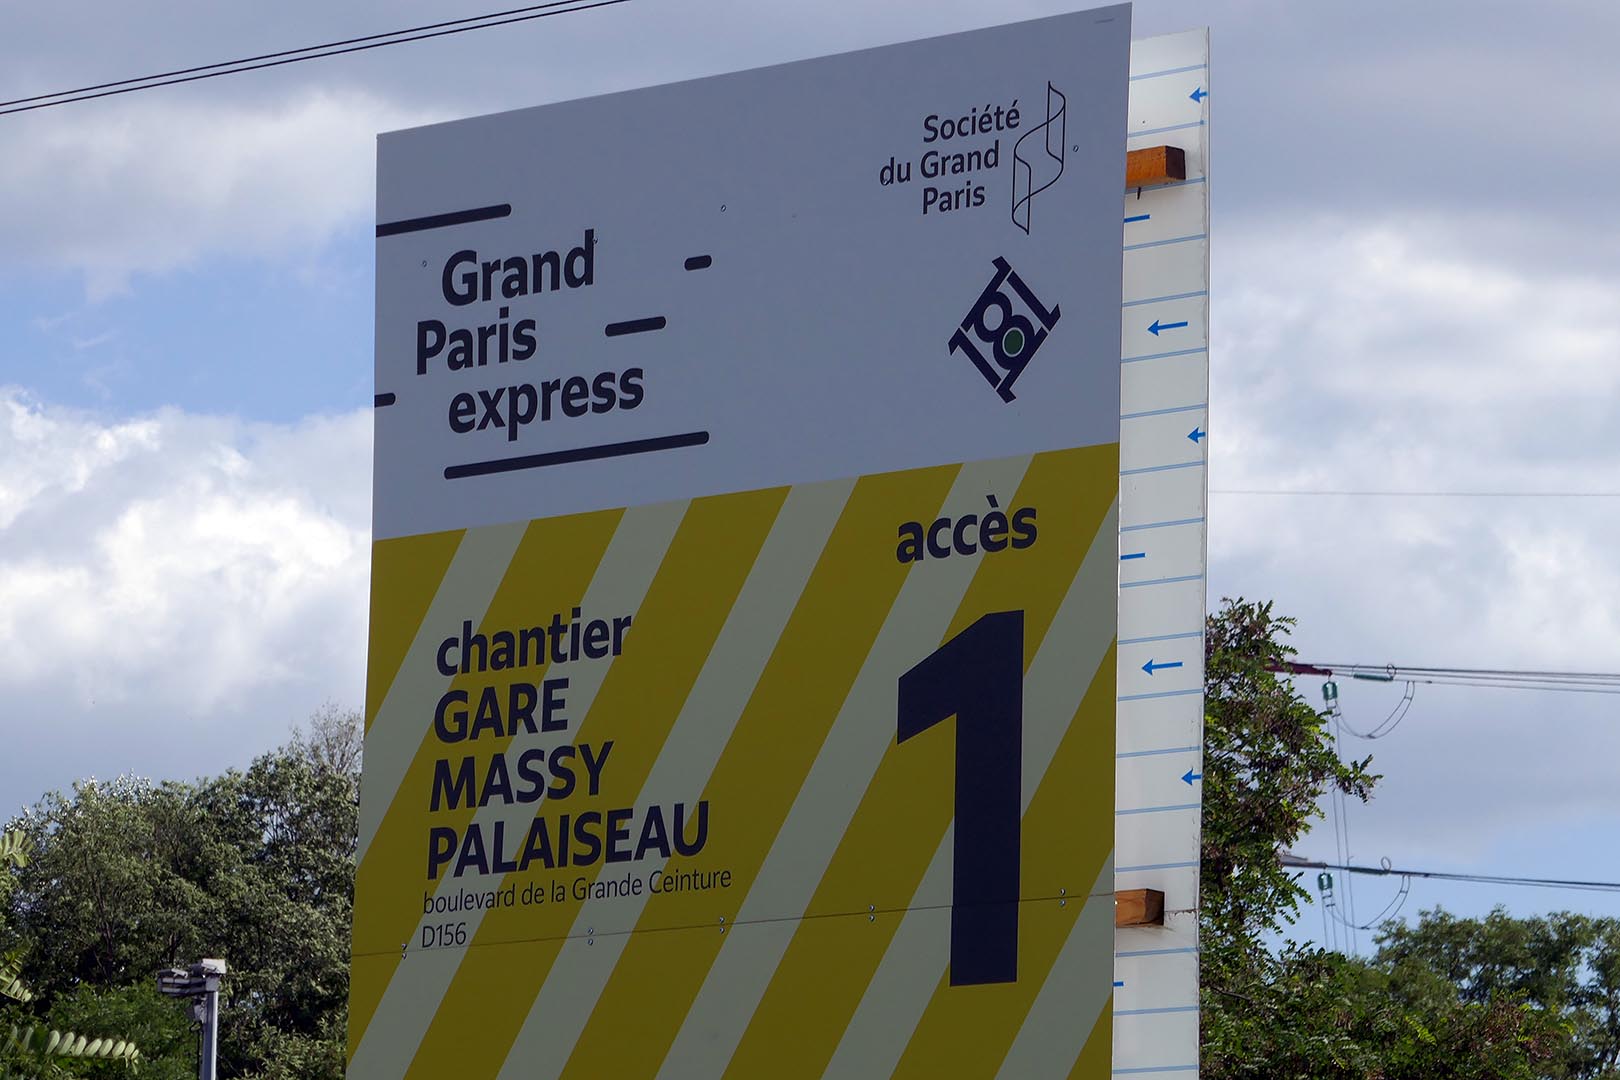 Société
du Grand
Paris
Grand
Paris
express
accès
1
chantier
GARE
MASSY
PALAISEAU
boulevard de la Grande Ceinture
D156